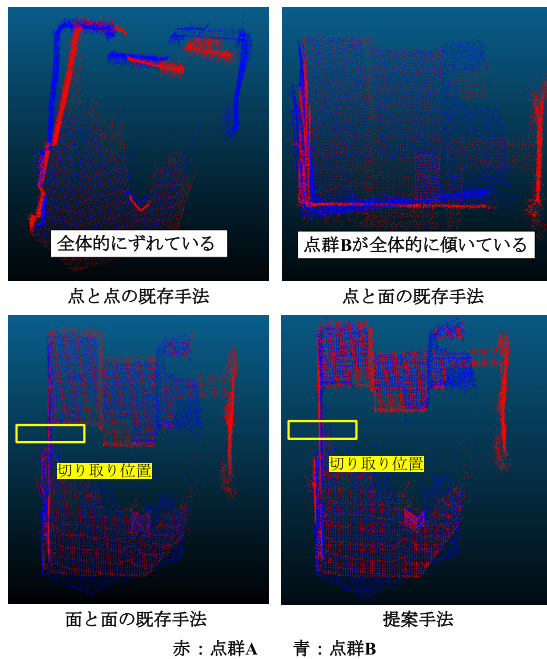 全体的にずれている
点群Bが全体的に傾いている
点と点の既存手法
点と面の既存手法
切り取り位置
切り取り位置
面と面の既存手法
提案手法
赤：点群A 青：点群B